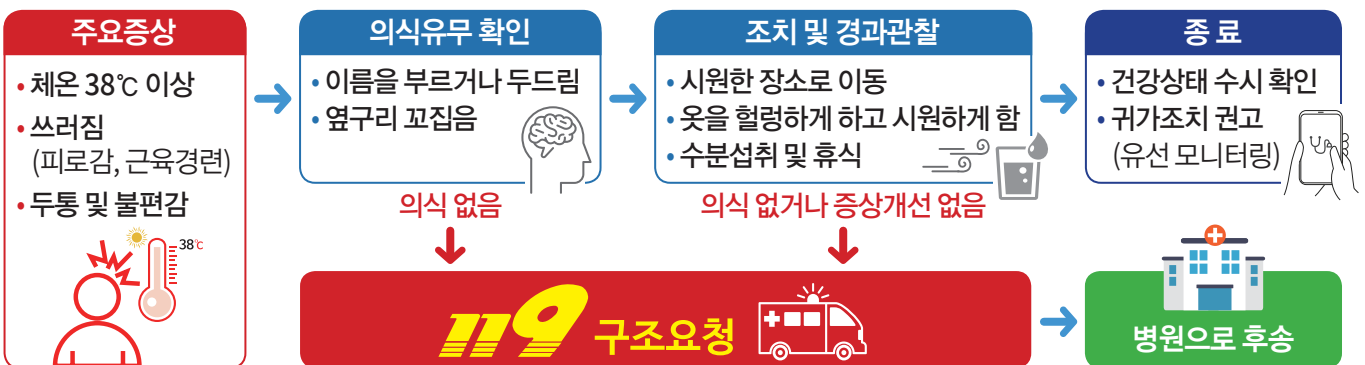 주요증상
• 체온 38℃ 이상
• 쓰러짐
(피로감, 근육경련)
• 두통 및 불편감
38℃
의식유무 확인
• 이름을 부르거나 두드림
• 옆구리 꼬집음
의식 없음
조치 및 경과관찰
• 시원한 장소로 이동
• 옷을 헐렁하게 하고 시원하게 함
• 수분섭취 및 휴식
의식 없거나 증상개선 없음
종 료
• 건강상태 수시 확인
• 귀가조치 권고
(유선 모니터링)
119 구조요청
병원으로 후송